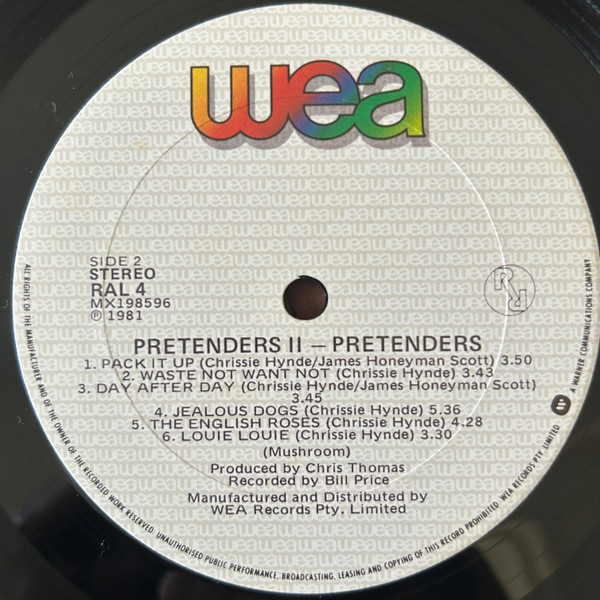 wea
SIDE 2
STEREO
RAL 4
MX198596
℗ 1981
PRETENDERS II — PRETENDERS
1. PACK IT UP (Chrissie Hynde/James Honeyman Scott) 3.50
2. WASTE NOT WANT NOT (Chrissie Hynde) 3.43
3. DAY AFTER DAY (Chrissie Hynde/James Honeyman Scott)
3.45
4. JEALOUS DOGS (Chrissie Hynde) 5.36
5. THE ENGLISH ROSES (Chrissie Hynde) 4.28
6. LOUIE LOUIE (Chrissie Hynde) 3.30
(Mushroom)
Produced by Chris Thomas
Recorded by Bill Price
Manufactured and Distributed by
WEA Records Pty. Limited
ALL RIGHTS OF THE MANUFACTURER AND OF THE OWNER OF THE RECORDED WORK RESERVED. UNAUTHORISED PUBLIC PERFORMANCE, BROADCASTING, LEASING AND COPYING OF THIS RECORD PROHIBITED. WEA RECORDS PTY. LIMITED A WARNER COMMUNICATIONS COMPANY